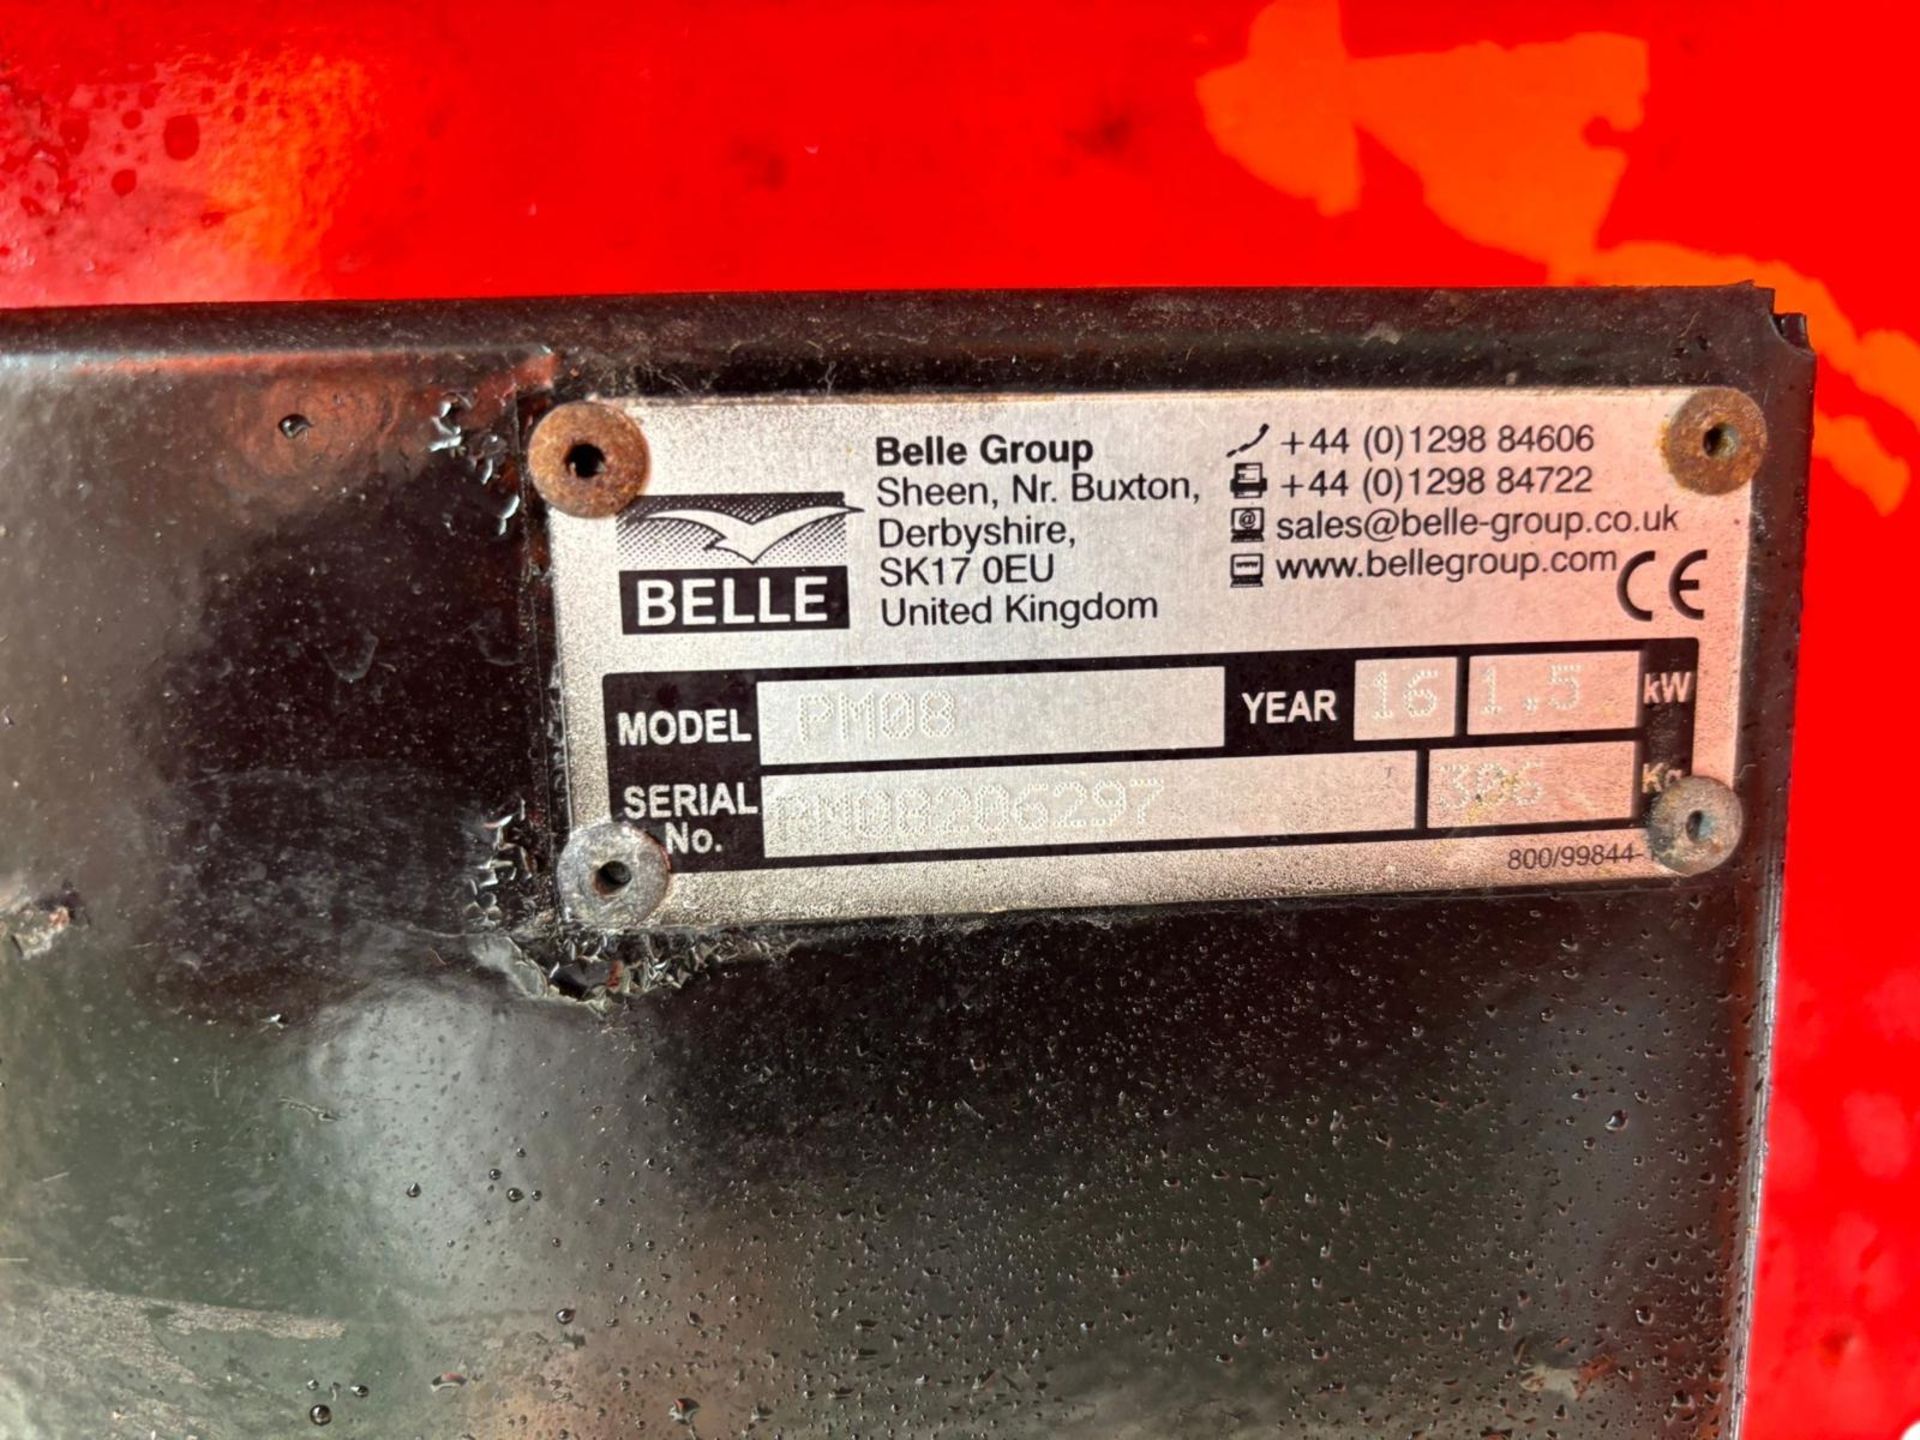 BELLE
Belle Group
Sheen, Nr. Buxton,
Derbyshire,
SK17 0EU
United Kingdom
+44 (0)1298 84606
+44 (0)1298 84722
sales@belle-group.co.uk
www.bellegroup.com
CE
MODEL PM08 YEAR 16 1.5 kW
SERIAL No. PM08206297 306 Kg
800/99844-